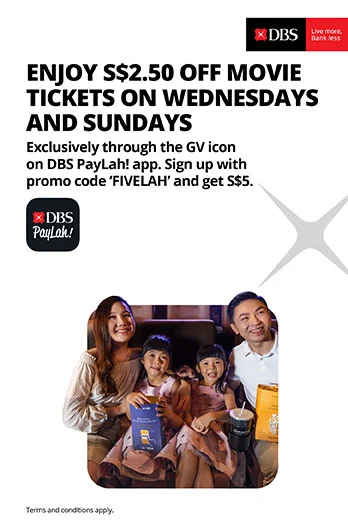 DBS
Live more,
Bank less
ENJOY S$2.50 OFF MOVIE
TICKETS ON WEDNESDAYS
AND SUNDAYS
Exclusively through the GV icon
on DBS PayLah! app. Sign up with
promo code ‘FIVELAH’ and get S$5.
DBS
PayLah!
Terms and conditions apply.